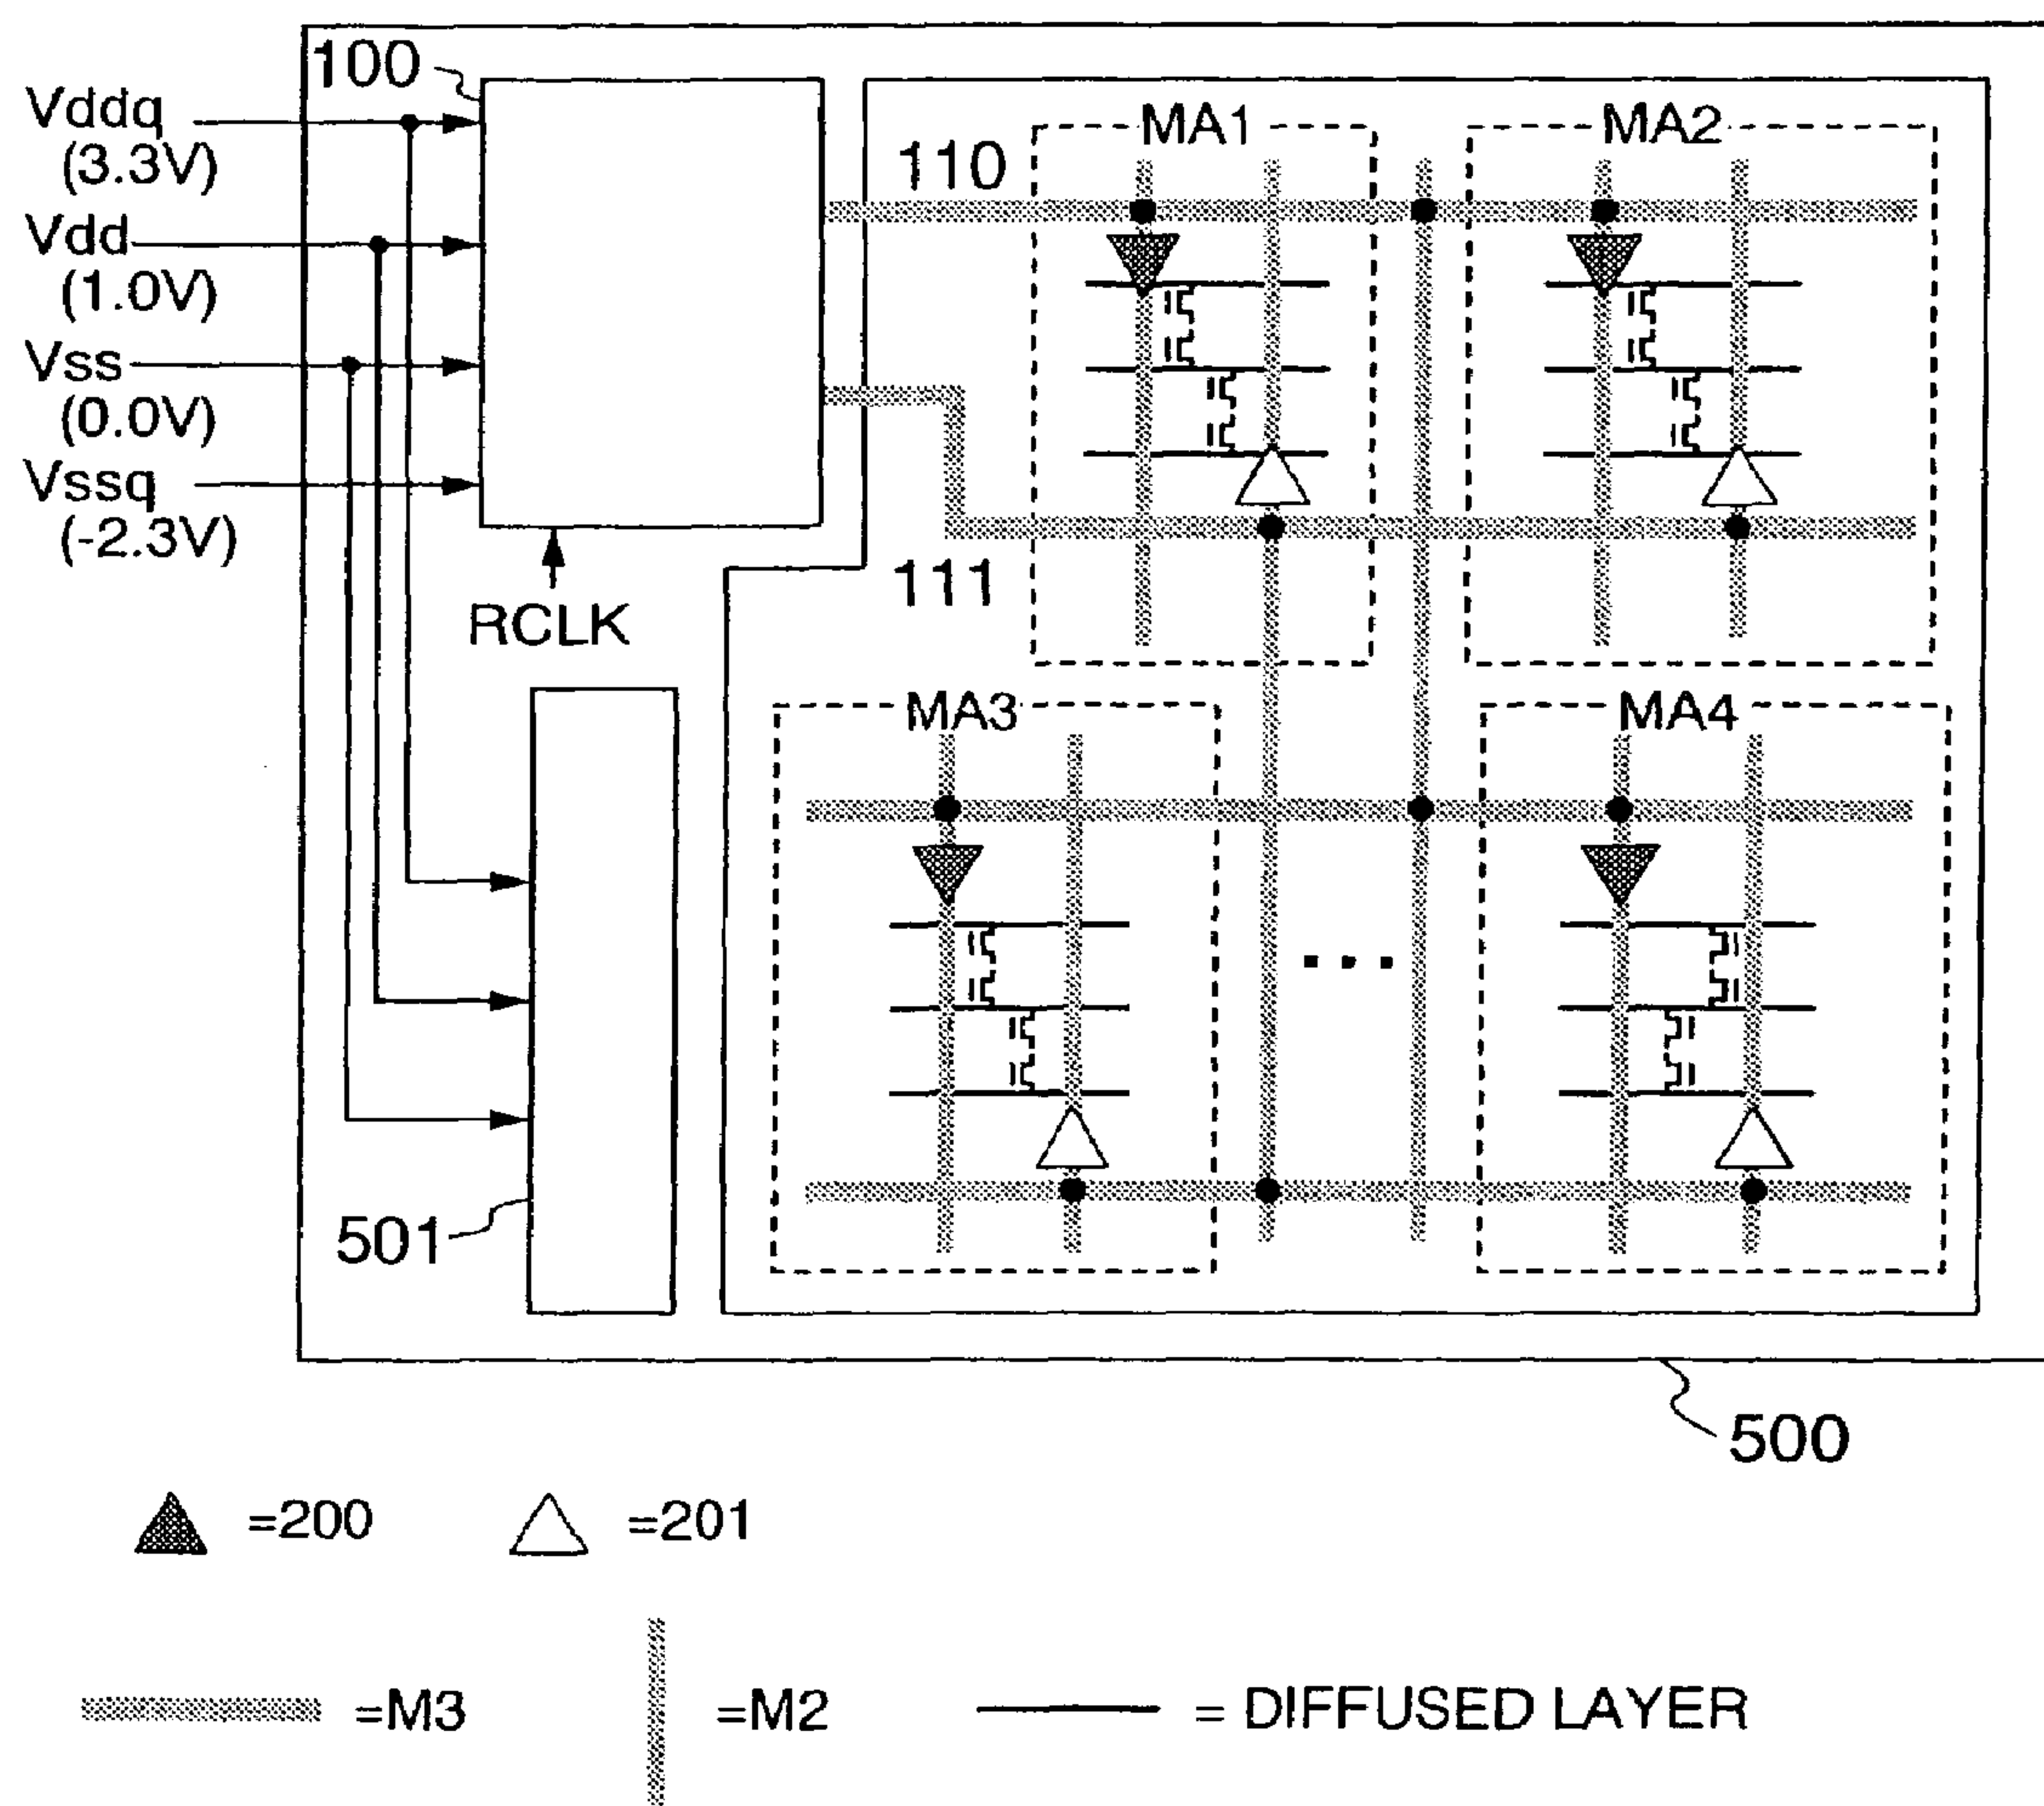 100
Vddq
(3.3V)
Vdd
(1.0V)
Vss
(0.0V)
Vssq
(-2.3V)
RCLK
110
111
MA1
MA2
MA3
MA4
...
501
500
=200
=201
=M3
=M2
= DIFFUSED LAYER